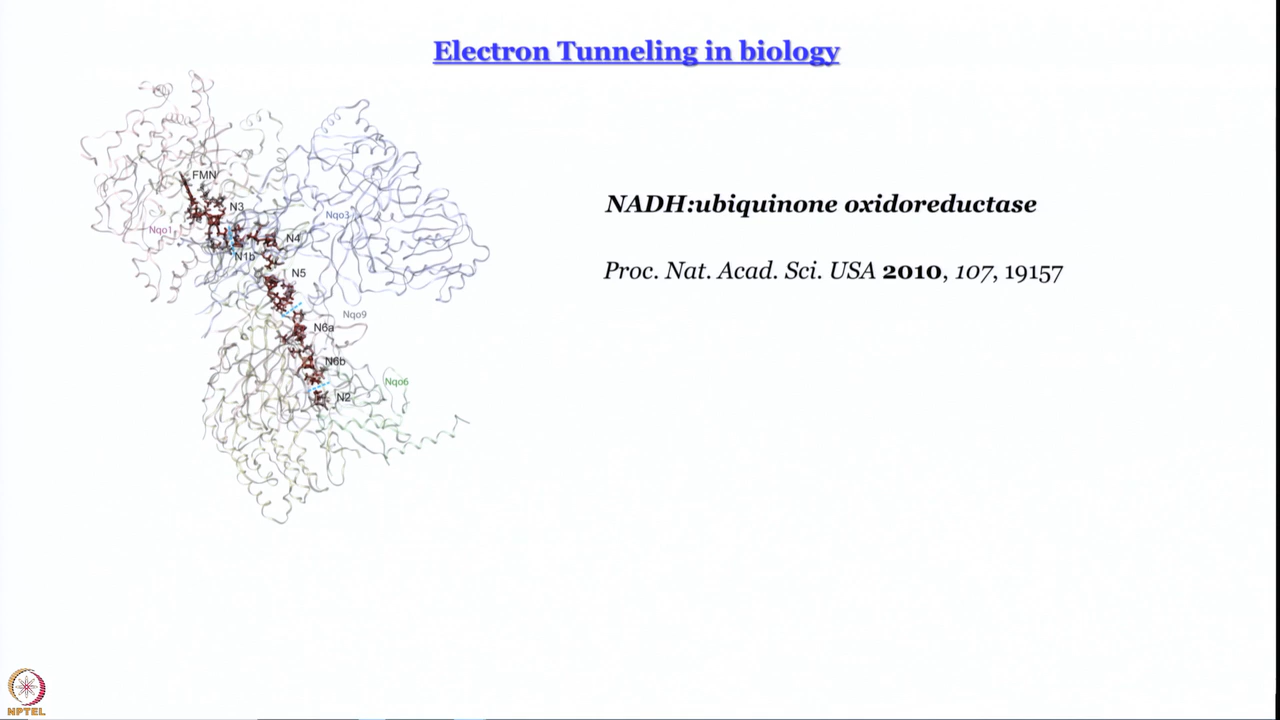 Electron Tunneling in biology
FMN
N3
Nqo1
Nqo3
N4
N1b
N5
Nqo9
N6a
N6b
Nqo6
N2
NADH:ubiquinone oxidoreductase
Proc. Nat. Acad. Sci. USA 2010, 107, 19157
NPTEL